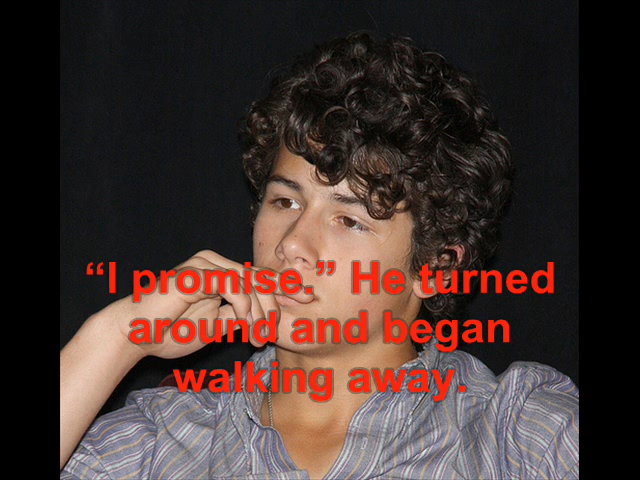 “I promise.” He turned
around and began
walking away.